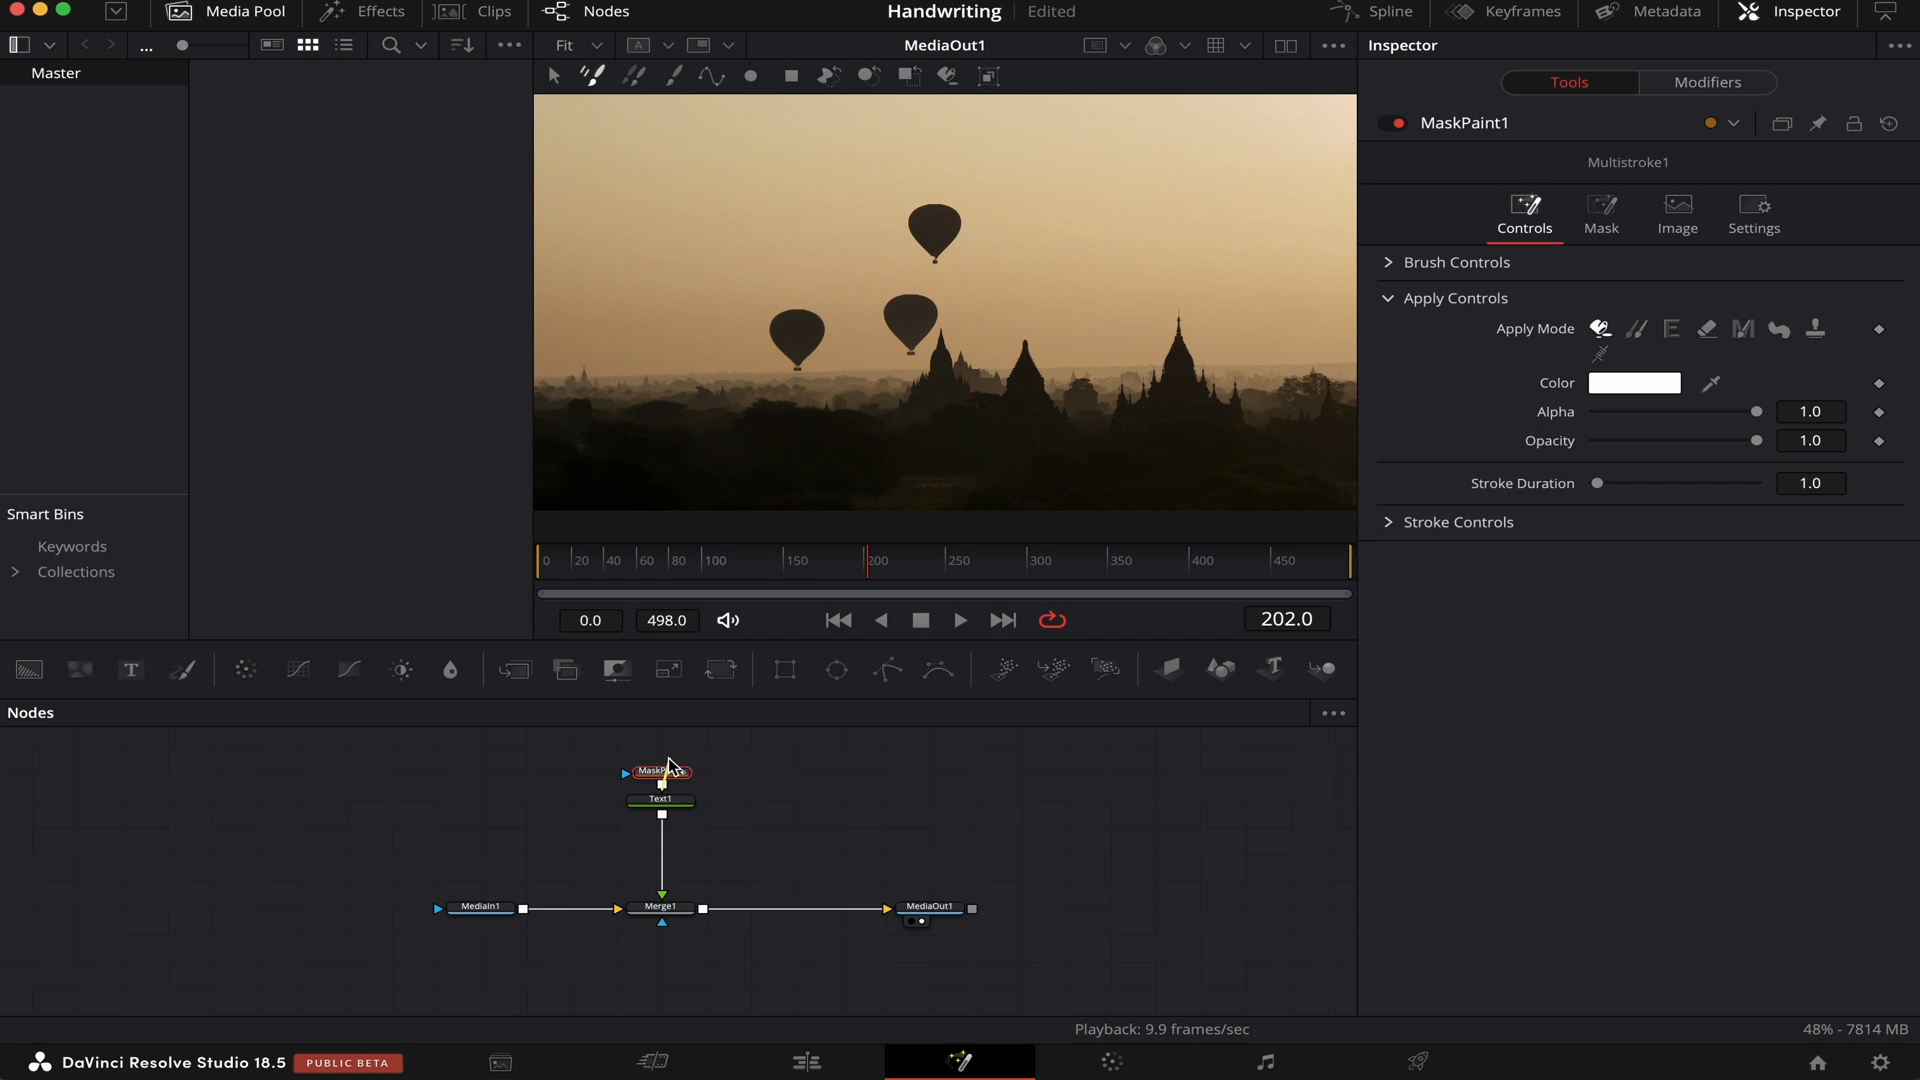 Media Pool
Effects
Clips
Nodes
Handwriting
Edited
Spline
Keyframes
Metadata
Inspector
...
Fit
A
MediaOut1
Inspector
Master
Tools
Modifiers
MaskPaint1
Multistroke1
Controls
Mask
Image
Settings
Brush Controls
Apply Controls
Apply Mode
Color
Alpha
1.0
Opacity
1.0
Stroke Duration
1.0
Stroke Controls
Smart Bins
Keywords
Collections
0
20
40
60
80
100
150
200
250
300
350
400
450
0.0
498.0
202.0
Nodes
Text1
MediaIn1
Merge1
MediaOut1
Playback: 9.9 frames/sec
48% - 7814 MB
DaVinci Resolve Studio 18.5
PUBLIC BETA